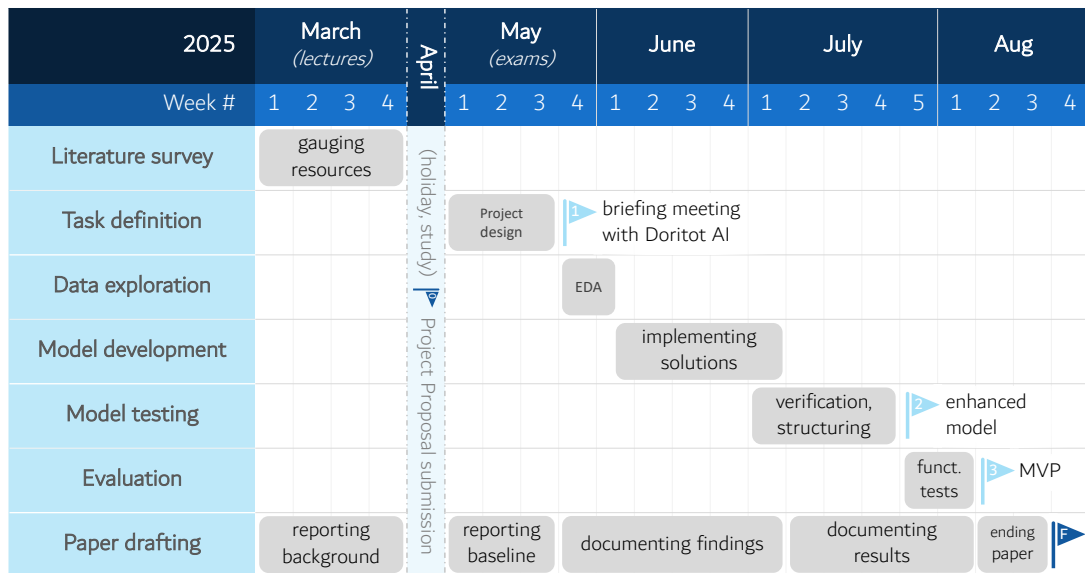 2025
March
(lectures)
April
May
(exams)
June
July
Aug
Week #
1 2 3 4
1 2 3 4
1 2 3 4
1 2 3 4 5
1 2 3 4
Literature survey
gauging
resources
(holiday, study)
0
Project Proposal submission
Task definition
Project
design
1
briefing meeting
with Doritot AI
Data exploration
EDA
Model development
implementing
solutions
Model testing
verification,
structuring
2
enhanced
model
Evaluation
funct.
tests
3
MVP
Paper drafting
reporting
background
reporting
baseline
documenting findings
documenting
results
ending
paper
F